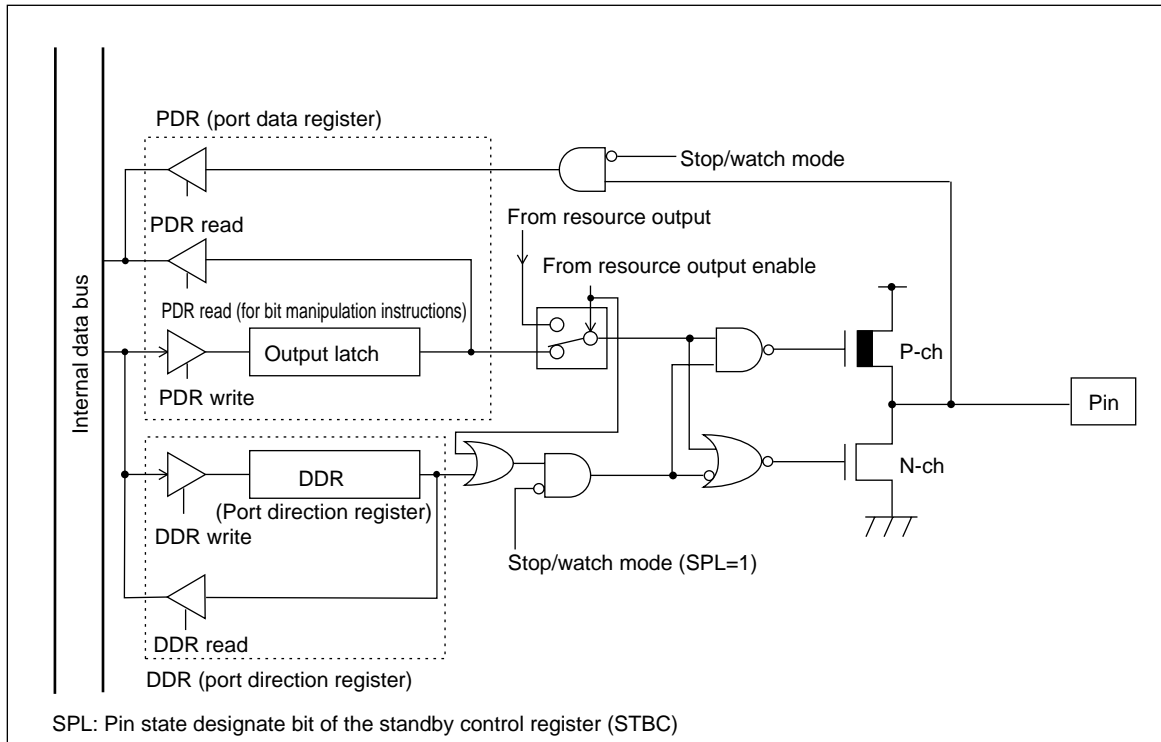 PDR (port data register)
Stop/watch mode
From resource output
PDR read
From resource output enable
PDR read (for bit manipulation instructions)
Internal data bus
Output latch
P-ch
Pin
PDR write
DDR
N-ch
(Port direction register)
DDR write
Stop/watch mode (SPL=1)
DDR read
DDR (port direction register)
SPL: Pin state designate bit of the standby control register (STBC)